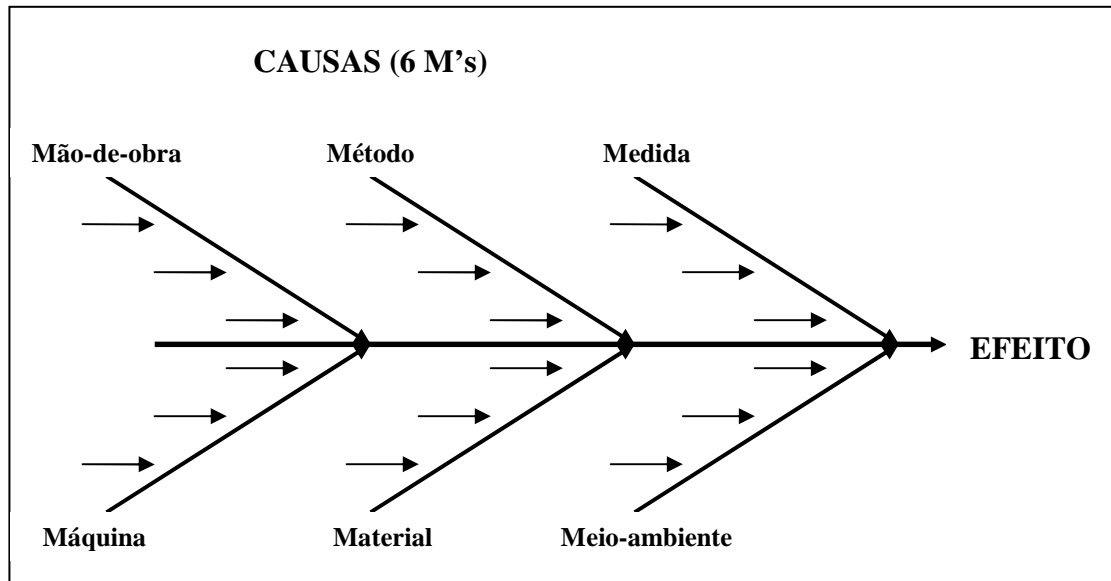 CAUSAS (6 M’s)
Mão-de-obra
Método
Medida
EFEITO
Máquina
Material
Meio-ambiente